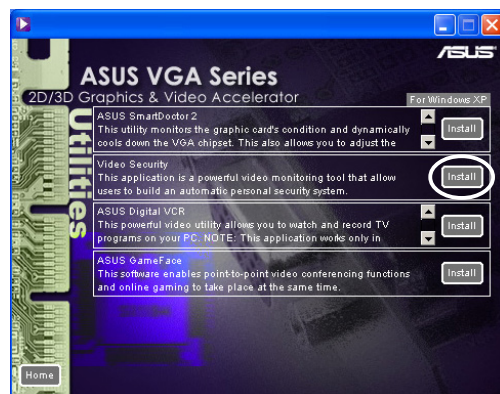 ASUS
ASUS VGA Series
2D/3D Graphics & Video Accelerator
For Windows XP
Utilities
ASUS SmartDoctor 2
This utility monitors the graphic card's condition and dynamically
cools down the VGA chipset. This also allows you to adjust the
Install
Video Security
This application is a powerful video monitoring tool that allow
users to build an automatic personal security system.
Install
ASUS Digital VCR
This powerful video utility allows you to watch and record TV
programs on your PC. NOTE: This application works only in
Install
ASUS GameFace
This software enables point-to-point video conferencing functions
and online gaming to take place at the same time.
Install
Home